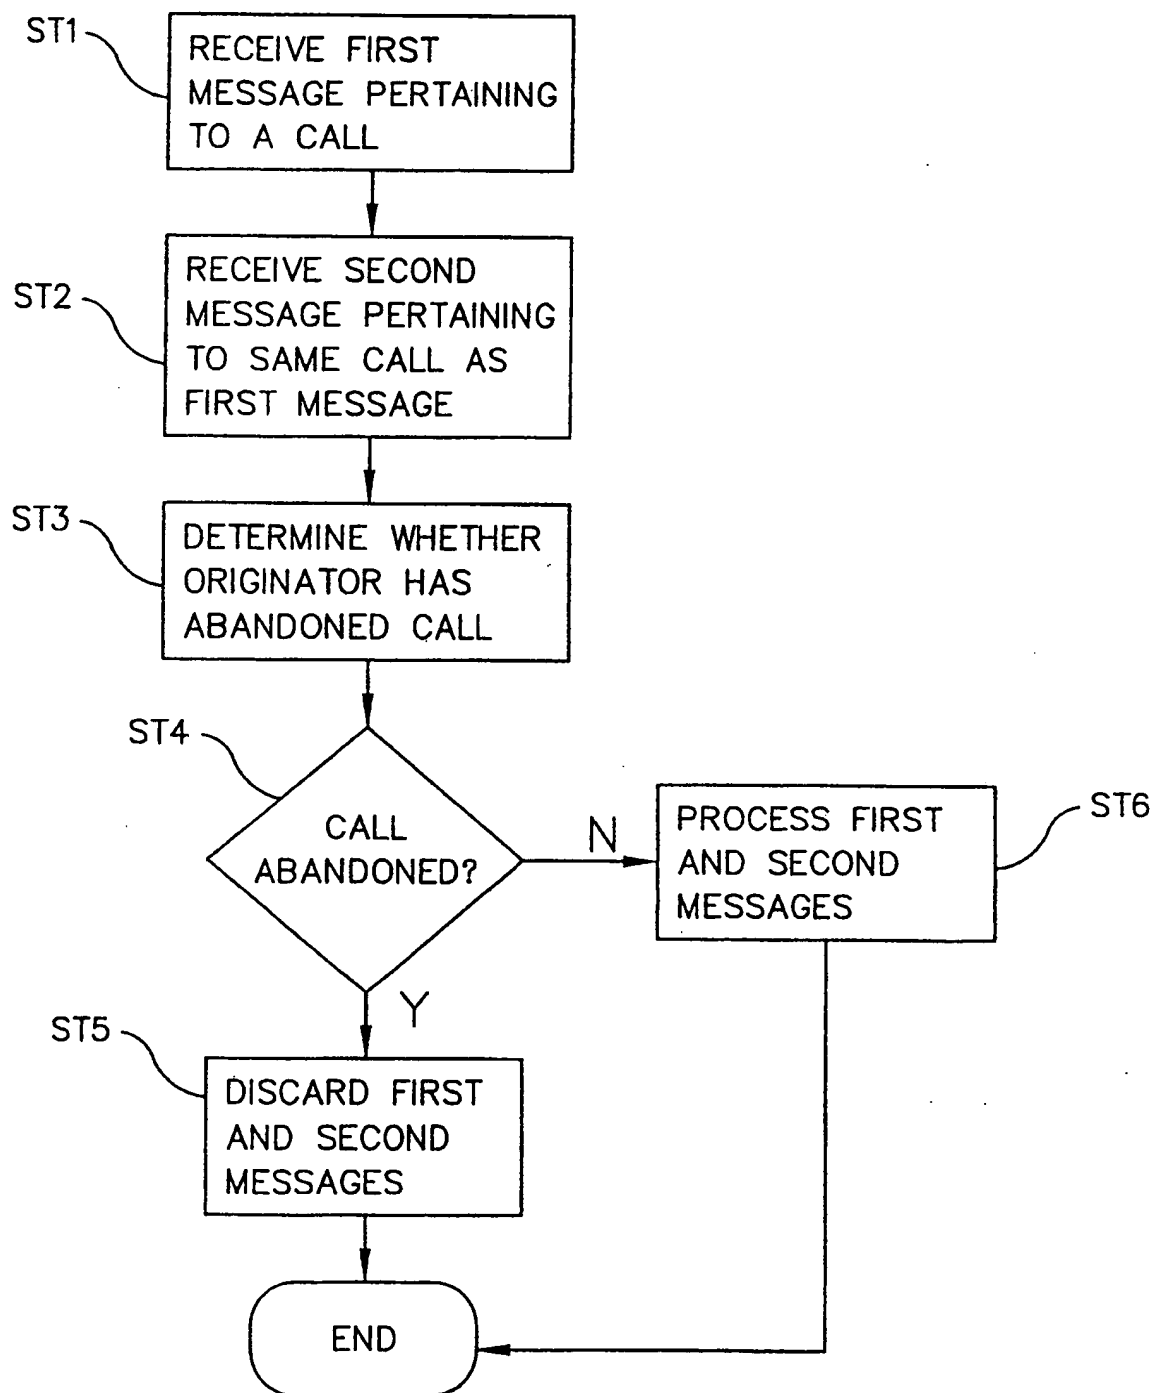 ST1
RECEIVE FIRST
MESSAGE PERTAINING
TO A CALL
ST2
RECEIVE SECOND
MESSAGE PERTAINING
TO SAME CALL AS
FIRST MESSAGE
ST3
DETERMINE WHETHER
ORIGINATOR HAS
ABANDONED CALL
ST4
CALL
ABANDONED?
N
PROCESS FIRST
AND SECOND
MESSAGES
ST6
Y
ST5
DISCARD FIRST
AND SECOND
MESSAGES
END